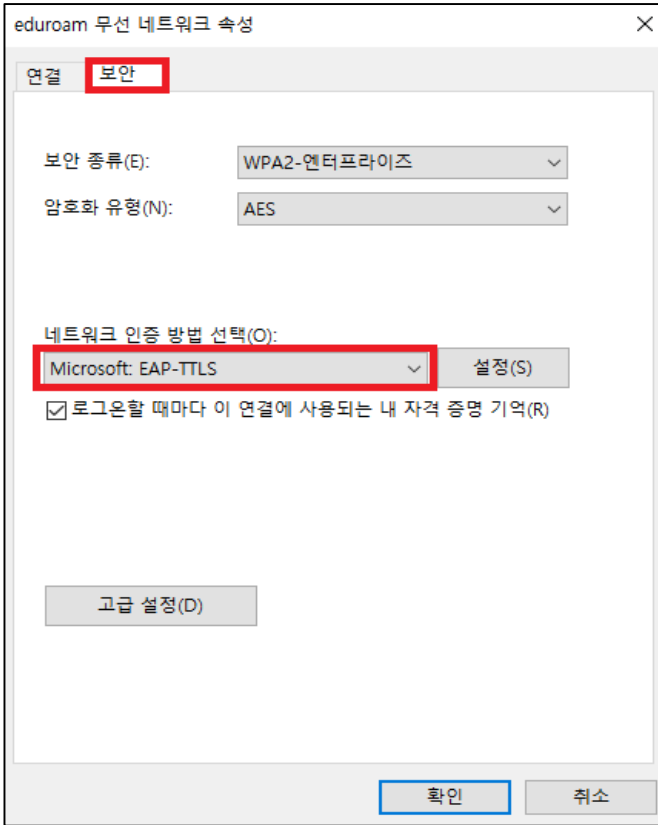 eduroam 무선 네트워크 속성
연결 보안
보안 종류(E): WPA2-엔터프라이즈
암호화 유형(N): AES
네트워크 인증 방법 선택(O):
Microsoft: EAP-TTLS 설정(S)
로그온할 때마다 이 연결에 사용되는 내 자격 증명 기억(R)
고급 설정(D)
확인 취소